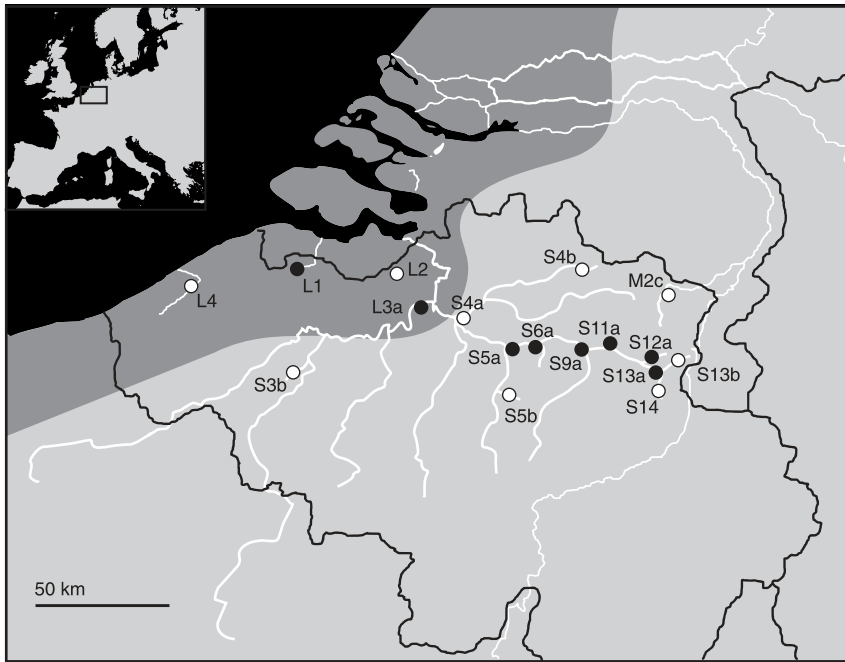 S4b
L2
M2c
L1
L4
L3a
S4a
S6a
S11a
S12a
S5a
S9a
S13a
S13b
S3b
S14
S5b
50 km